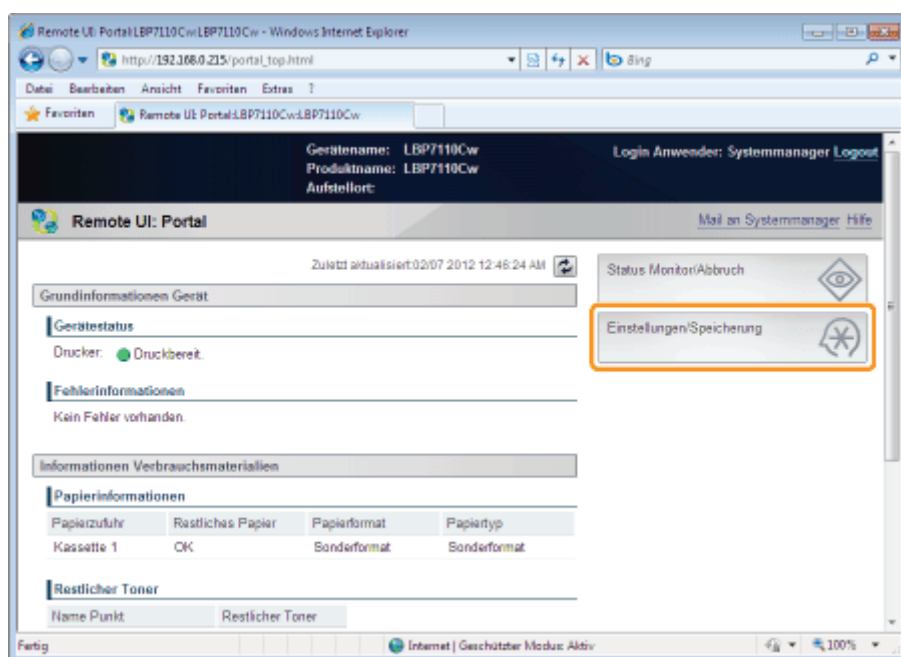 Remote UI: Portal:LBP7110Cw:LBP7110Cw - Windows Internet Explorer
http://192.168.0.215/portal_top.html
Bing
Datei Bearbeiten Ansicht Favoriten Extras ?
Favoriten Remote UI: Portal:LBP7110Cw:LBP7110Cw
Gerätename: LBP7110Cw
Login Anwender: Systemmanager Logout
Produktname: LBP7110Cw
Aufstellort:
Remote UI: Portal
Mail an Systemmanager Hilfe
Zuletzt aktualisiert:02/07 2012 12:46:24 AM
Status Monitor/Abbruch
Grundinformationen Gerät
Gerätestatus
Einstellungen/Speicherung
Drucker: Druckbereit.
Fehlerinformationen
Kein Fehler vorhanden.
Informationen Verbrauchsmaterialien
Papierinformationen
Papierzufuhr Restliches Papier Papierformat Papiertyp
Kassette 1 OK Sonderformat Sonderformat
Restlicher Toner
Name Punkt Restlicher Toner
Fertig Internet | Geschützter Modus: Aktiv 100%